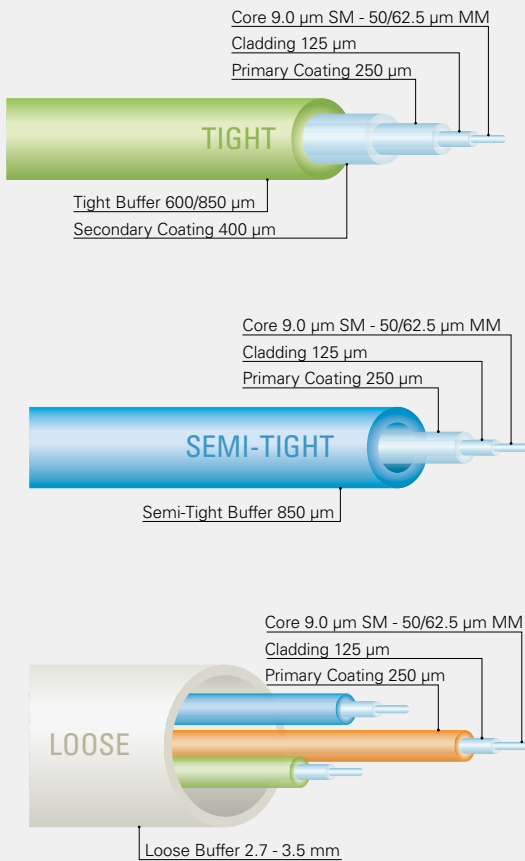 Core 9.0 µm SM - 50/62.5 µm MM
Cladding 125 µm
Primary Coating 250 µm
TIGHT
Tight Buffer 600/850 µm
Secondary Coating 400 µm
Core 9.0 µm SM - 50/62.5 µm MM
Cladding 125 µm
Primary Coating 250 µm
SEMI-TIGHT
Semi-Tight Buffer 850 µm
Core 9.0 µm SM - 50/62.5 µm MM
Cladding 125 µm
Primary Coating 250 µm
LOOSE
Loose Buffer 2.7 - 3.5 mm